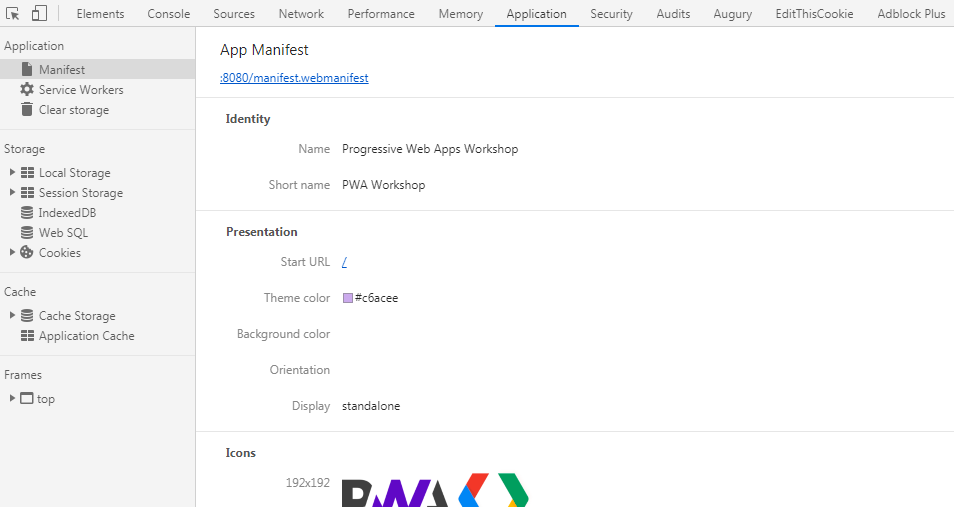 Elements Console Sources Network Performance Memory Application Security Audits Augury EditThisCookie Adblock Plus
Application
Manifest
Service Workers
Clear storage
Storage
Local Storage
Session Storage
IndexedDB
Web SQL
Cookies
Cache
Cache Storage
Application Cache
Frames
top
App Manifest
:8080/manifest.webmanifest
Identity
Name Progressive Web Apps Workshop
Short name PWA Workshop
Presentation
Start URL /
Theme color #c6acee
Background color
Orientation
Display standalone
Icons
192x192 PWA